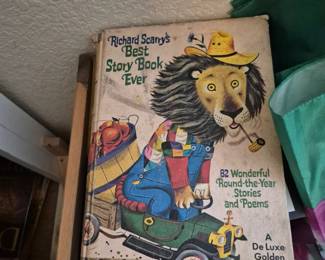 Richard Scarry's
Best
Story Book
Ever
82 Wonderful
'Round-the-Year
Stories
and Poems
A
De Luxe
Golden